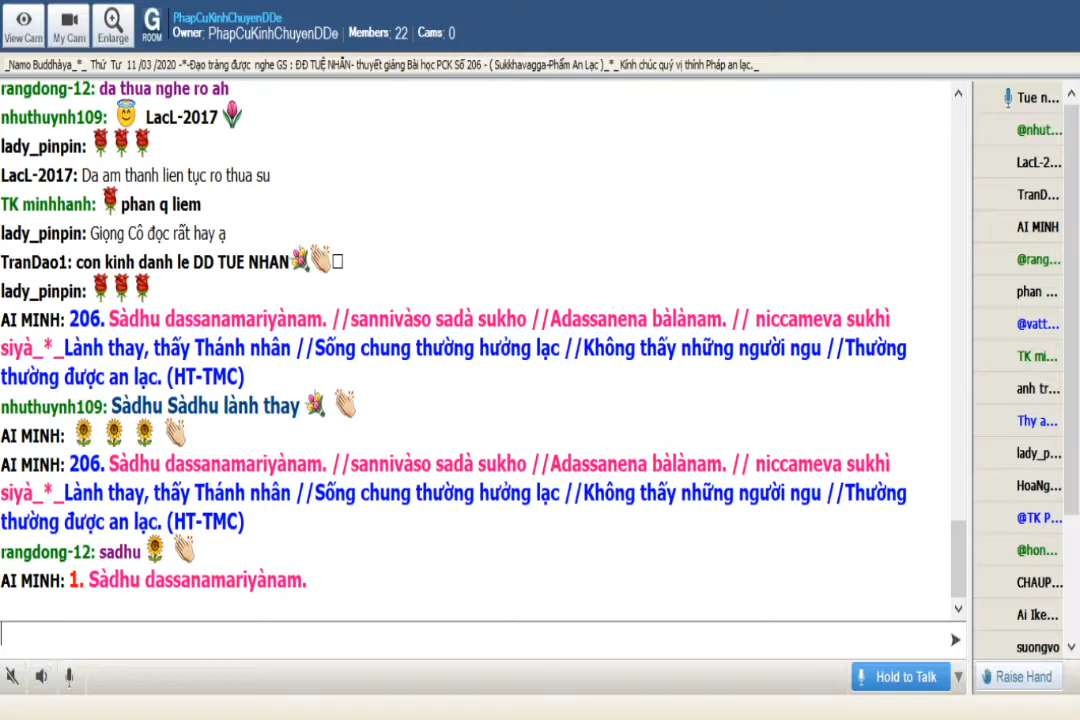 View Cam
My Cam
Enlarge
G ROOM
PhapCuKinhChuyenDDe
Owner: PhapCuKinhChuyenDDe | Members: 22 | Cams: 0
_Namo Buddhàya_*_ Thứ Tư 11 /03 /2020 -*-Đạo tràng được nghe GS : ĐĐ TUỆ NHẪN- thuyết giảng Bài học PCK Số 206 - ( Sukkhavagga-Phẩm An Lạc )_*_ Kính chúc quý vị thính Pháp an lạc._
rangdong-12: da thua nghe ro ah
nhuthuynh109: LacL-2017
lady_pinpin:
LacL-2017: Da am thanh lien tục ro thua su
TK minhhanh: phan q liem
lady_pinpin: Giọng Cô đọc rất hay ạ
TranDao1: con kinh danh le DD TUE NHAN
lady_pinpin:
AI MINH: 206. Sàdhu dassanamariyànam. //sannivàso sadà sukho //Adassanena bàlànam. // niccameva sukhì
siyà_*_Lành thay, thấy Thánh nhân //Sống chung thường hưởng lạc //Không thấy những người ngu //Thường
thường được an lạc. (HT-TMC)
nhuthuynh109: Sàdhu Sàdhu lành thay
AI MINH:
AI MINH: 206. Sàdhu dassanamariyànam. //sannivàso sadà sukho //Adassanena bàlànam. // niccameva sukhì
siyà_*_Lành thay, thấy Thánh nhân //Sống chung thường hưởng lạc //Không thấy những người ngu //Thường
thường được an lạc. (HT-TMC)
rangdong-12: sadhu
AI MINH: 1. Sàdhu dassanamariyànam.
Tue n...
@nhut...
LacL-2...
TranD...
AI MINH
@rang...
phan ...
@vatt...
TK mi...
anh tr...
Thy a...
lady_p...
HoaNg...
@TK P...
@hon...
CHAUP...
Ai Ike...
suongvo
Hold to Talk
Raise Hand